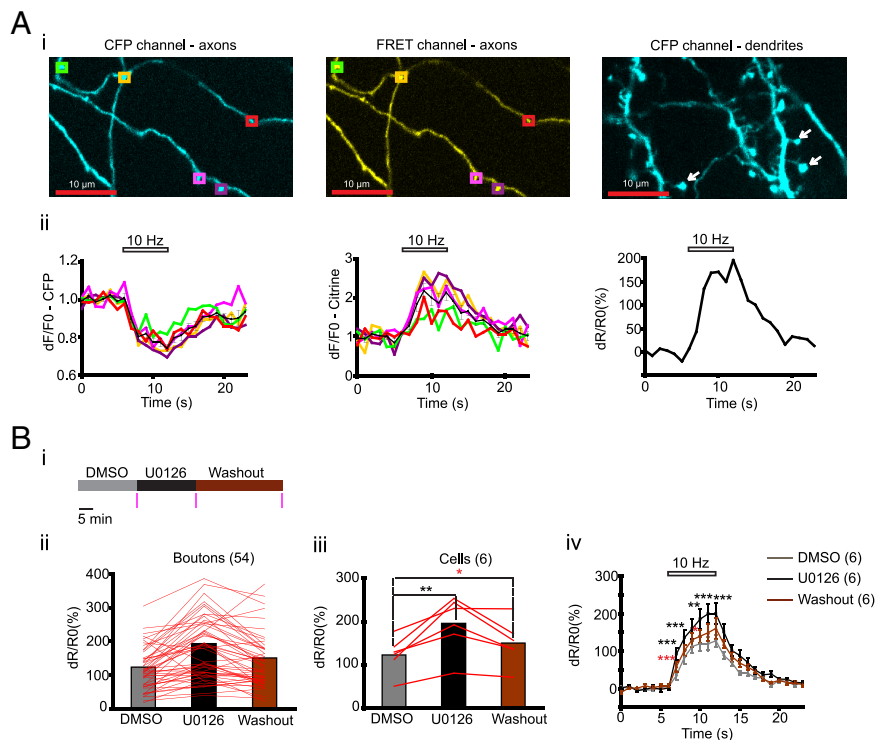 A
i
CFP channel - axons
FRET channel - axons
CFP channel - dendrites
10 µm
10 µm
10 µm
ii
10 Hz
10 Hz
10 Hz
dF/F0 - CFP
1.2
1.0
0.8
0.6
0
10
20
Time (s)
dF/F0 - Citrine
3
2
1
0
0
10
20
Time (s)
dR/R0(%)
200
150
100
50
0
0
10
20
Time (s)
B
i
DMSO
U0126
Washout
5 min
ii
Boutons (54)
dR/R0(%)
400
300
200
100
0
DMSO
U0126
Washout
iii
Cells (6)
dR/R0(%)
300
200
100
0
*
**
DMSO
U0126
Washout
iv
10 Hz
DMSO (6)
U0126 (6)
Washout (6)
dR/R0(%)
300
200
100
0
***
***
***
**
*
***
***
0
5
10
15
20
Time (s)